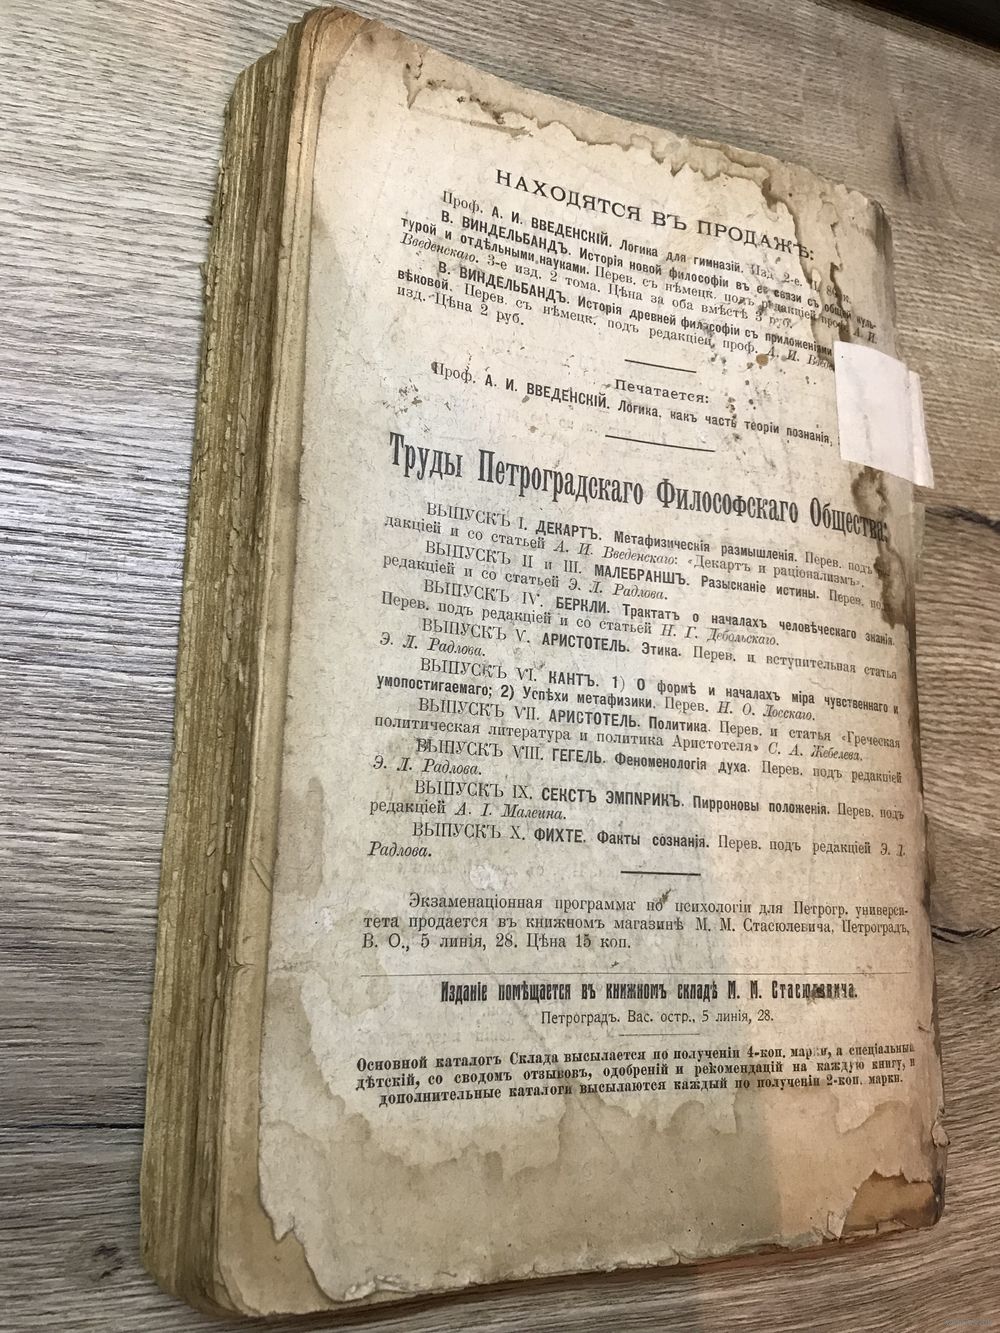 НАХОДЯТСЯ ВЪ ПРОДАЖѢ:
Проф. А. И. ВВЕДЕНСКІЙ. Логика для гимназій. Изд. 2-е. Ц. 80 к.
В. ВИНДЕЛЬБАНДЪ. Исторія новой философіи въ ея связи съ общей куль-
турой и отдѣльными науками. Перев. съ нѣмецк. подъ редакціей проф. А. И.
Введенскаго. 3-е изд. 2 тома. Цѣна за оба вмѣстѣ 3 руб.
В. ВИНДЕЛЬБАНДЪ. Исторія древней философіи съ приложеніями
вѣковой. Перев. съ нѣмецк. подъ редакціей проф. А. И.
изд. Цѣна 2 руб.
Печатается:
Проф. А. И. ВВЕДЕНСКІЙ. Логика, какъ часть теоріи познанія,
Труды Петроградскаго Философскаго Общества:
ВЫПУСКЪ I. ДЕКАРТЪ. Метафизическія размышленія. Перев. подъ
дакціей и со статьей А. И. Введенскаго: «Декартъ и раціонализмъ».
ВЫПУСКЪ II и III. МАЛЕБРАНШЪ. Разысканіе истины. Перев. подъ
редакціей и со статьей Э. Л. Радлова.
ВЫПУСКЪ IV. БЕРКЛИ. Трактатъ о началахъ человѣческаго знанія.
Перев. подъ редакціей и со статьей Н. Г. Дебольскаго.
ВЫПУСКЪ V. АРИСТОТЕЛЬ. Этика. Перев. и вступительная статья
Э. Л. Радлова.
ВЫПУСКЪ VI. КАНТЪ. 1) О формѣ и началахъ міра чувственнаго и
умопостигаемаго; 2) Успѣхи метафизики. Перев. Н. О. Лосскаго.
ВЫПУСКЪ VII. АРИСТОТЕЛЬ. Политика. Перев. и статья «Греческая
политическая литература и политика Аристотеля» С. А. Жебелева.
ВЫПУСКЪ VIII. ГЕГЕЛЬ. Феноменологія духа. Перев. подъ редакціей
Э. Л. Радлова.
ВЫПУСКЪ IX. СЕКСТЪ ЭМПИРИКЪ. Пирроновы положенія. Перев. подъ
редакціей А. І. Малеина.
ВЫПУСКЪ X. ФИХТЕ. Факты сознанія. Перев. подъ редакціей Э. Л.
Радлова.
Экзаменаціонная программа по психологіи для Петрогр. универси-
тета продается въ книжномъ магазинѣ М. М. Стасюлевича, Петроградъ,
В. О., 5 линія, 28. Цѣна 15 коп.
Изданіе помѣщается въ книжномъ складѣ М. М. Стасюлевича.
Петроградъ. Вас. остр., 5 линія, 28.
Основной каталогъ Склада высылается по полученіи 4-коп. марки, а спеціальный
дѣтскій, со сводомъ отзывовъ, одобреній и рекомендацій на каждую книгу, и
дополнительные каталоги высылаются каждый по полученіи 2-коп. марки.